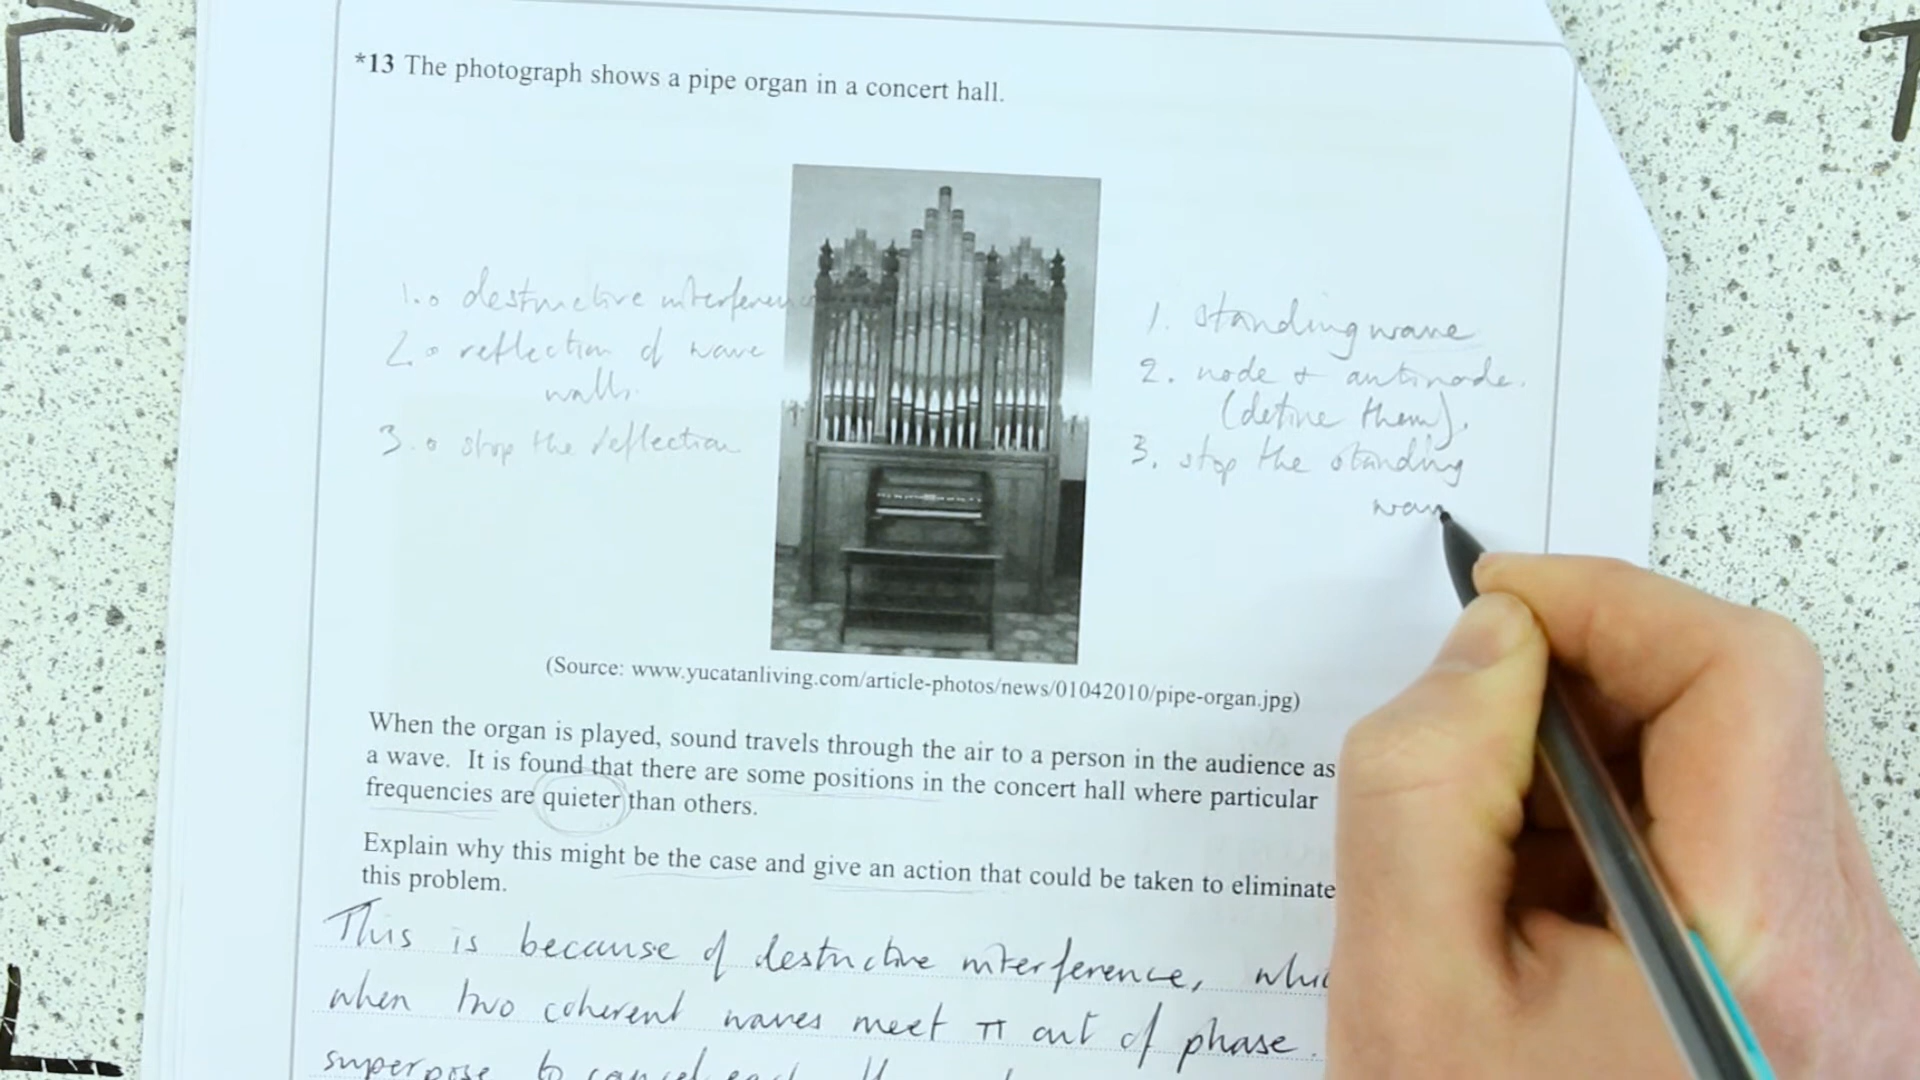 *13 The photograph shows a pipe organ in a concert hall.
1. destructive interference
2. reflection of wave
walls.
3. stop the reflection
1. standing wave
2. node + antinode.
(define them).
3. stop the standing
wav
(Source: www.yucatanliving.com/article-photos/news/01042010/pipe-organ.jpg)
When the organ is played, sound travels through the air to a person in the audience as
a wave. It is found that there are some positions in the concert hall where particular
frequencies are quieter than others.
Explain why this might be the case and give an action that could be taken to eliminate
this problem.
This is because of destructive interference,
when two coherent waves meet π out of phase.
superpose to cancel each